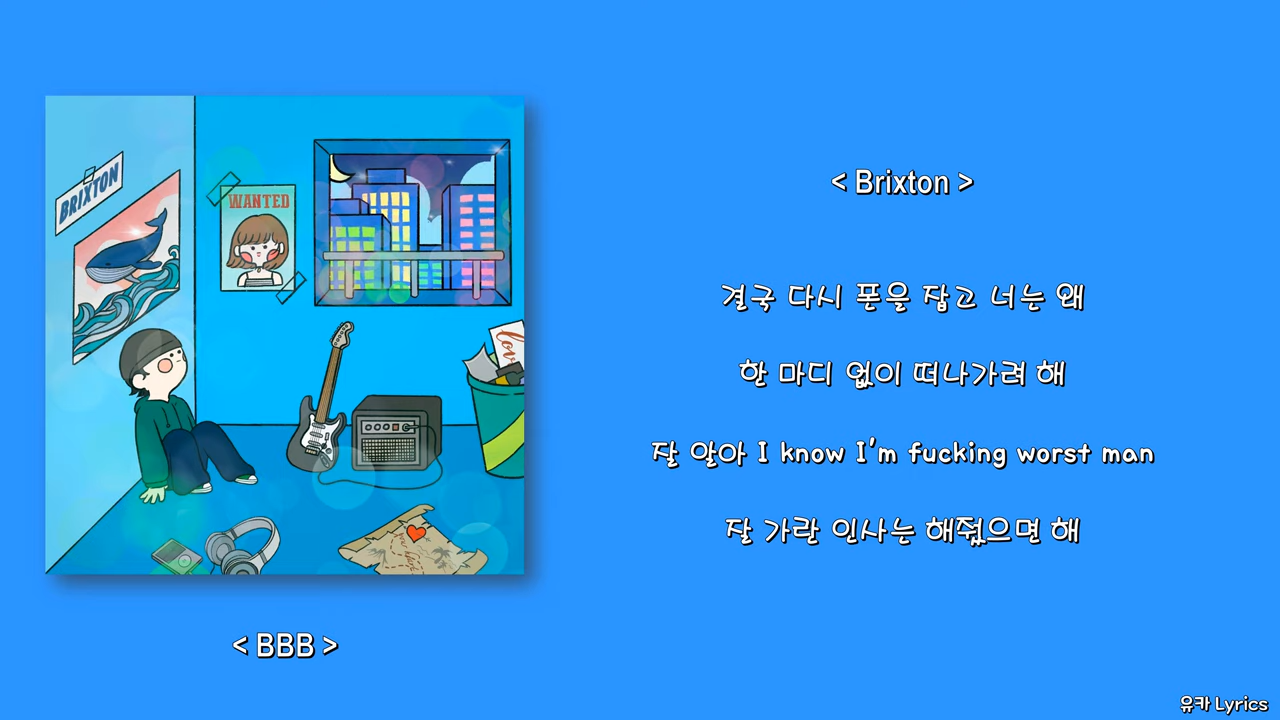 BRIXTON
WANTED
< BBB >
< Brixton >
결국 다시 폰을 잡고 너는 왜
한 마디 없이 떠나가려 해
잘 알아 I know I'm fucking worst man
잘 가란 인사는 해줬으면 해
유카 Lyrics